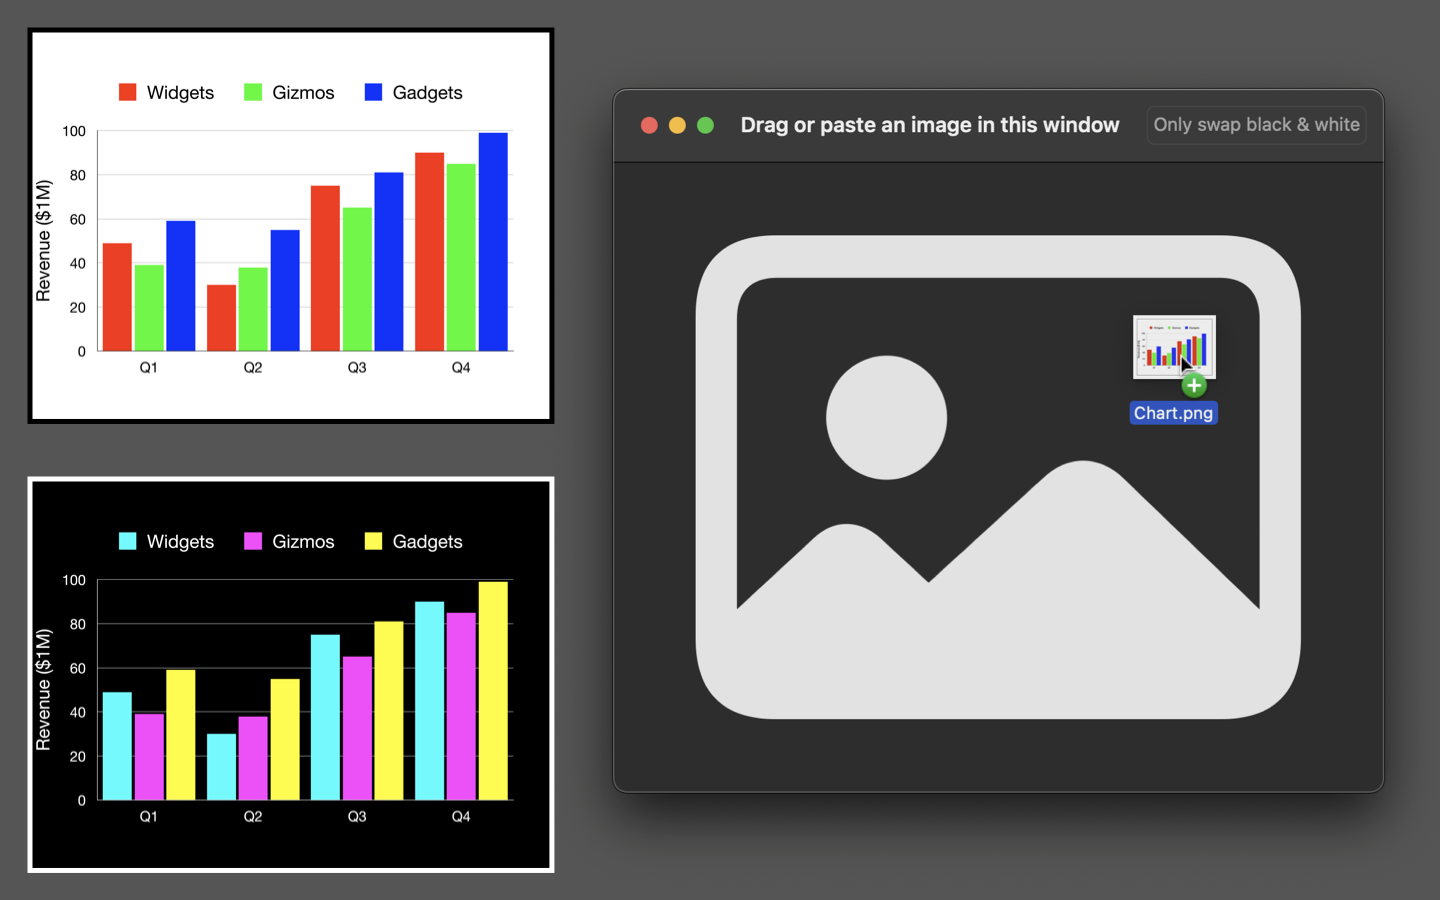 Widgets Gizmos Gadgets
100
80
60
40
20
0
Revenue ($1M)
Q1 Q2 Q3 Q4
Widgets Gizmos Gadgets
100
80
60
40
20
0
Revenue ($1M)
Q1 Q2 Q3 Q4
Drag or paste an image in this window
Only swap black & white
Chart.png